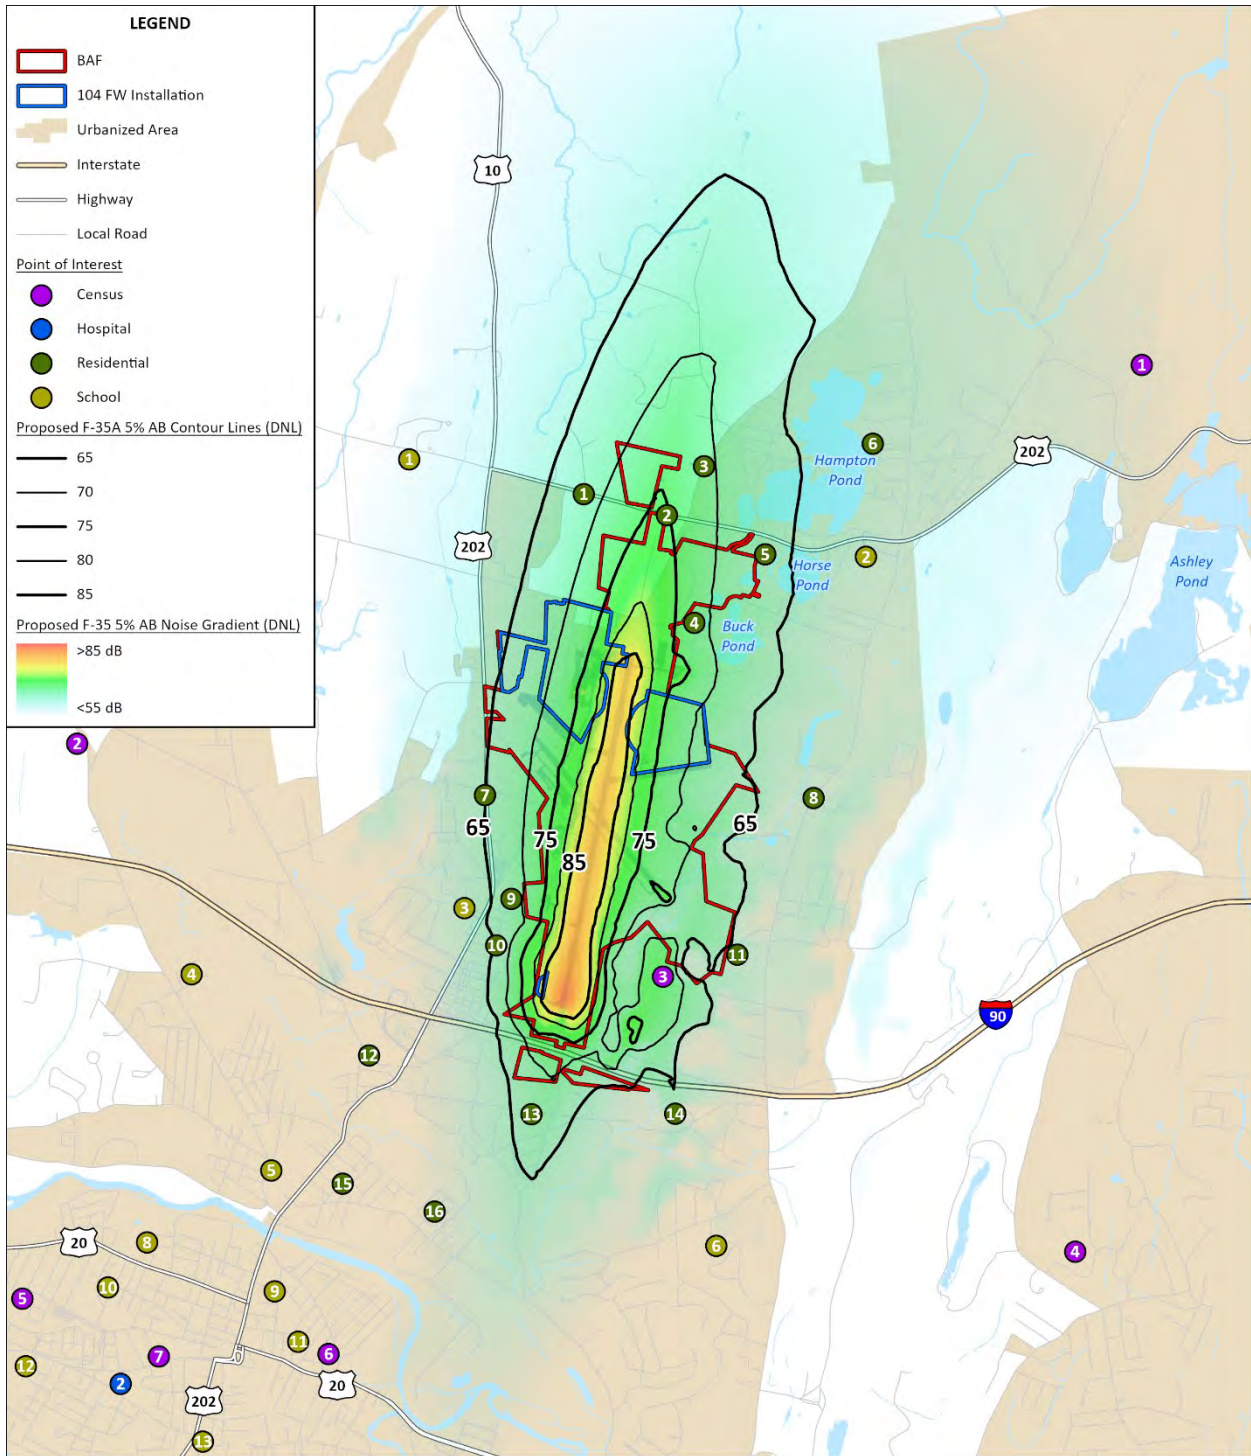 LEGEND
BAF
104 FW Installation
Urbanized Area
Interstate
Highway
Local Road
Point of Interest
Census
Hospital
Residential
School
Proposed F-35A 5% AB Contour Lines (DNL)
65
70
75
80
85
Proposed F-35 5% AB Noise Gradient (DNL)
>85 dB
<55 dB
10
1
6
202
1
Hampton
Pond
3
1
2
202
5
2
Horse
Pond
Ashley
Pond
4
Buck
Pond
2
7
8
65
75
85
75
65
9
3
10
11
4
3
90
12
13
14
5
15
16
20
8
6
4
10
9
5
11
6
7
12
2
20
202
13